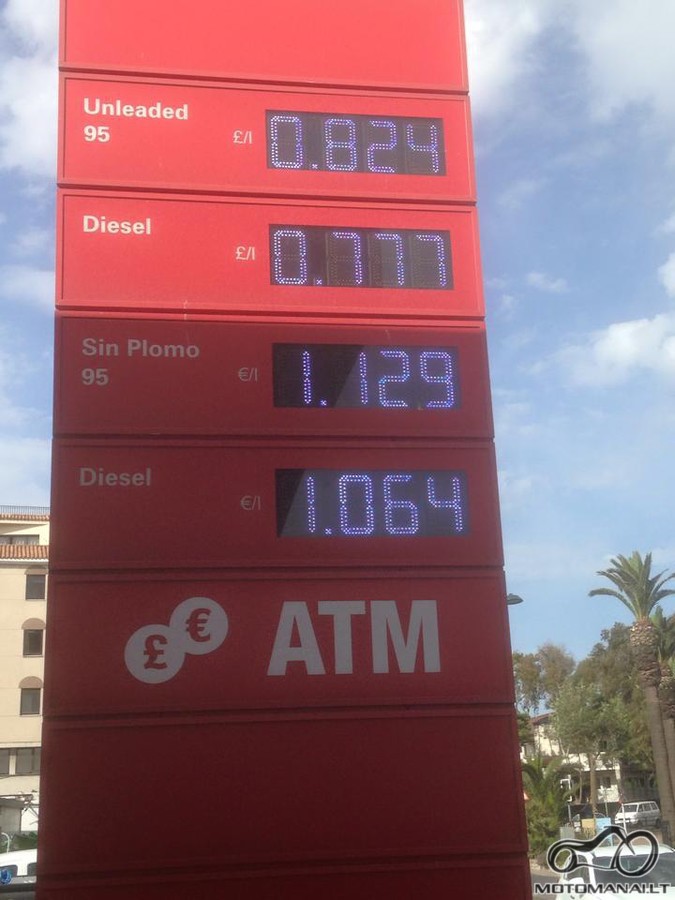 Unleaded
95 £/l 0.824
Diesel
£/l 0.777
Sin Plomo
95 €/l 1.129
Diesel
€/l 1.064
£ € ATM
MOTOMANAI.LT